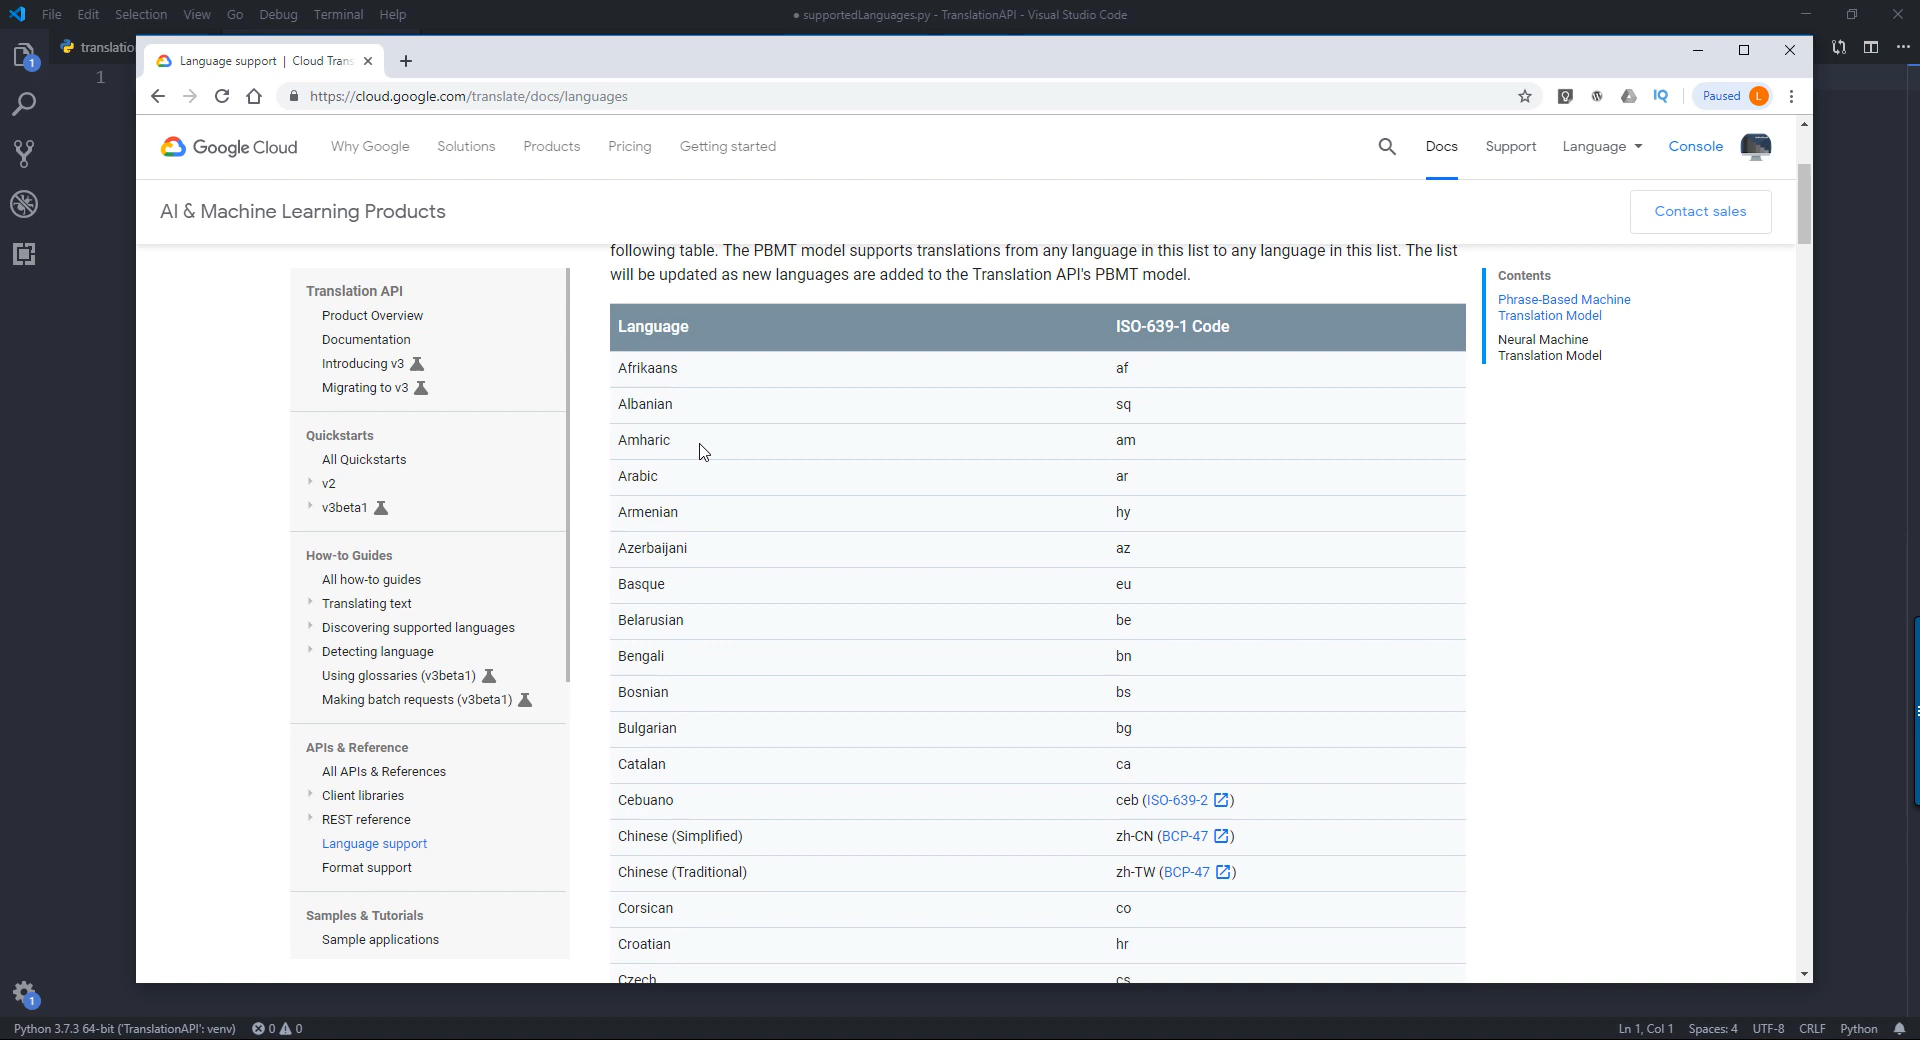 File Edit Selection View Go Debug Terminal Help
● supportedLanguages.py - TranslationAPI - Visual Studio Code
translatio
1
1
Language support | Cloud Trans
https://cloud.google.com/translate/docs/languages
Paused L
Google Cloud Why Google Solutions Products Pricing Getting started Docs Support Language Console
AI & Machine Learning Products
Contact sales
following table. The PBMT model supports translations from any language in this list to any language in this list. The list
will be updated as new languages are added to the Translation API's PBMT model.
Translation API
Product Overview
Documentation
Introducing v3
Migrating to v3
Quickstarts
All Quickstarts
v2
v3beta1
How-to Guides
All how-to guides
Translating text
Discovering supported languages
Detecting language
Using glossaries (v3beta1)
Making batch requests (v3beta1)
APIs & Reference
All APIs & References
Client libraries
REST reference
Language support
Format support
Samples & Tutorials
Sample applications
Language ISO-639-1 Code
Afrikaans af
Albanian sq
Amharic am
Arabic ar
Armenian hy
Azerbaijani az
Basque eu
Belarusian be
Bengali bn
Bosnian bs
Bulgarian bg
Catalan ca
Cebuano ceb (ISO-639-2)
Chinese (Simplified) zh-CN (BCP-47)
Chinese (Traditional) zh-TW (BCP-47)
Corsican co
Croatian hr
Czech cs
Contents
Phrase-Based Machine
Translation Model
Neural Machine
Translation Model
1
Python 3.7.3 64-bit ('TranslationAPI': venv) 0 0
Ln 1, Col 1 Spaces: 4 UTF-8 CRLF Python